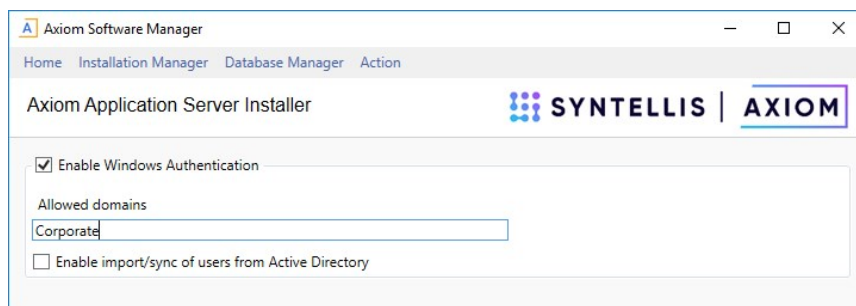 A Axiom Software Manager
Home Installation Manager Database Manager Action
Axiom Application Server Installer SYNTELLIS | AXIOM
Enable Windows Authentication
Allowed domains
Corporate
Enable import/sync of users from Active Directory